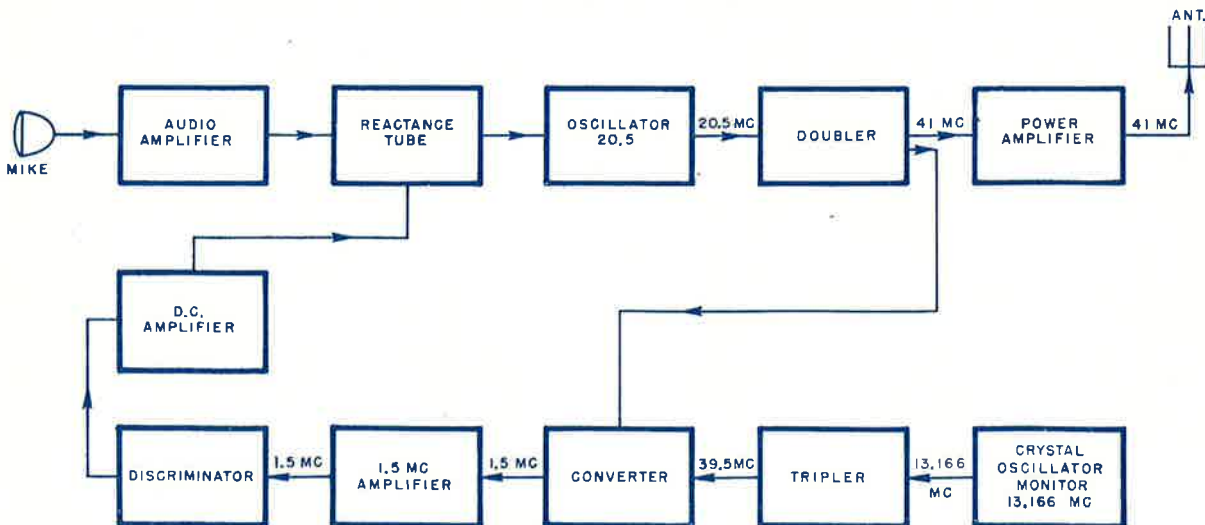 ANT.
AUDIO
AMPLIFIER
REACTANCE
TUBE
OSCILLATOR
20.5
20.5 MC
DOUBLER
41 MC
POWER
AMPLIFIER
41 MC
MIKE
D.C.
AMPLIFIER
DISCRIMINATOR
1.5 MC
1.5 MC
AMPLIFIER
1.5 MC
CONVERTER
39.5MC
TRIPLER
13,166
MC
CRYSTAL
OSCILLATOR
MONITOR
13,166 MC